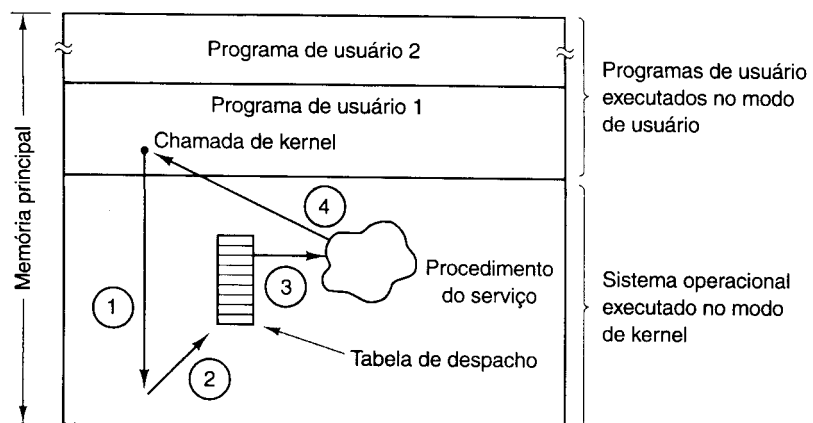 Programa de usuário 2
Programa de usuário 1
Chamada de kernel
Programas de usuário
executados no modo
de usuário
Memória principal
4
3
1
2
Procedimento
do serviço
Tabela de despacho
Sistema operacional
executado no modo
de kernel